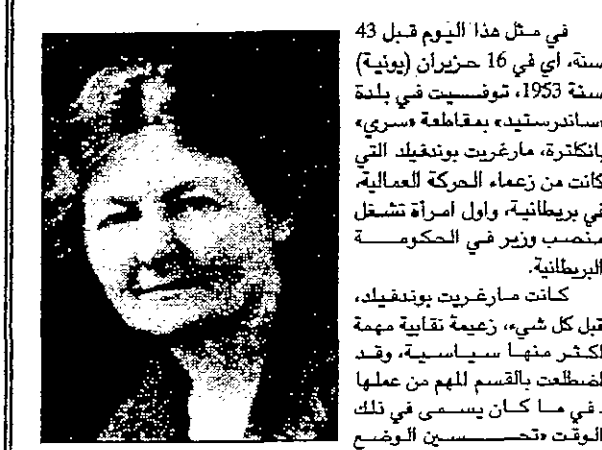 في مثل هذا اليوم قبل 43
سنة، اي في 16 حزيران (يونية)
سنة 1953، توفيت في بلدة
«ساندرستيد» بمقاطعة «سري»
بانكلترة، مارغريت بوندفيلد التي
كانت من زعماء الحركة العمالية،
في بريطانية، واول امرأة تشغل
منصب وزير في الحكومة
البريطانية.
كانت مارغريت بوندفيلد،
قبل كل شيء، زعيمة نقابية مهمة
اكثر منها سياسية، وقد
اضطلعت بالقسم المهم من عملها
. في ما كان يسمى في تلك
الوقت «تحسين الوضع